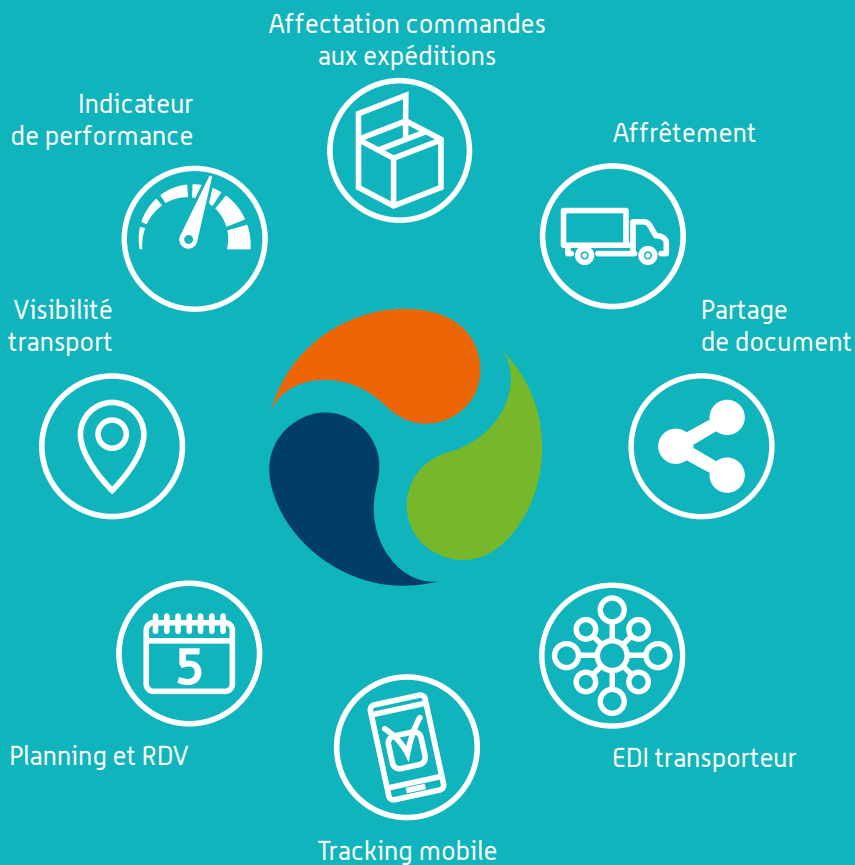 Affectation commandes
aux expéditions
Indicateur
de performance
Affrêtement
Visibilité
transport
Partage
de document
5
Planning et RDV
EDI transporteur
Tracking mobile